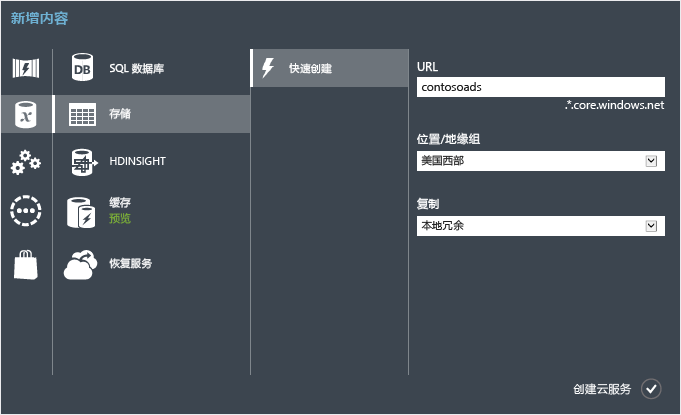 新增内容
SQL 数据库
存储
HDINSIGHT
缓存
预览
恢复服务
快速创建
URL
contosoads
.*.core.windows.net
位置/地缘组
美国西部
复制
本地冗余
创建云服务
DB
x